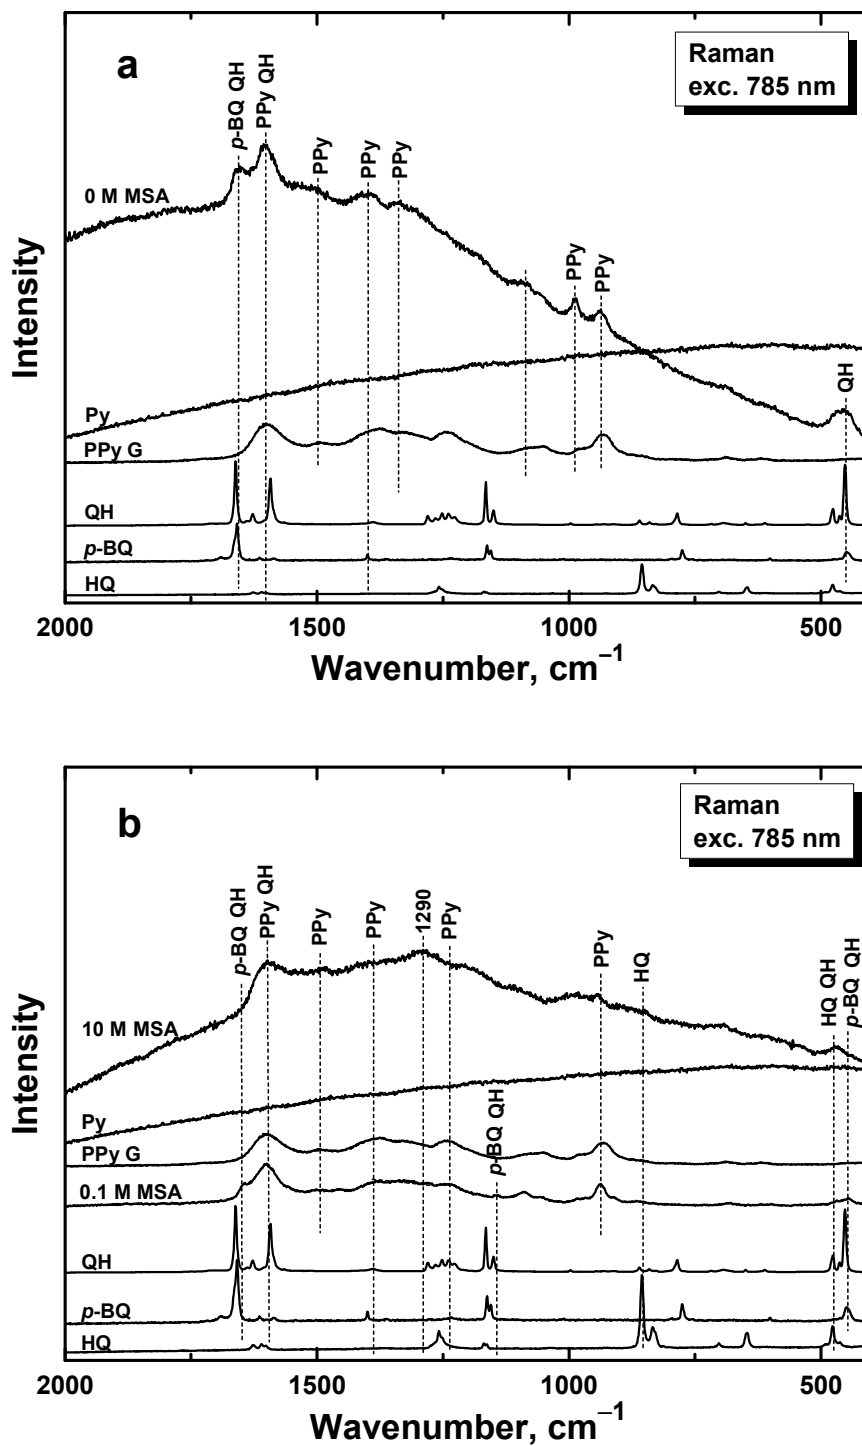 a
Raman
exc. 785 nm
p-BQ QH
PPy QH
PPy
PPy
PPy
PPy
PPy
QH
0 M MSA
Py
PPy G
QH
p-BQ
HQ
Intensity
2000 1500 1000 500
Wavenumber, cm–1
b
Raman
exc. 785 nm
p-BQ QH
PPy QH
PPy
PPy
1290
PPy
p-BQ QH
PPy
HQ
HQ QH
p-BQ QH
10 M MSA
Py
PPy G
0.1 M MSA
QH
p-BQ
HQ
Intensity
2000 1500 1000 500
Wavenumber, cm–1